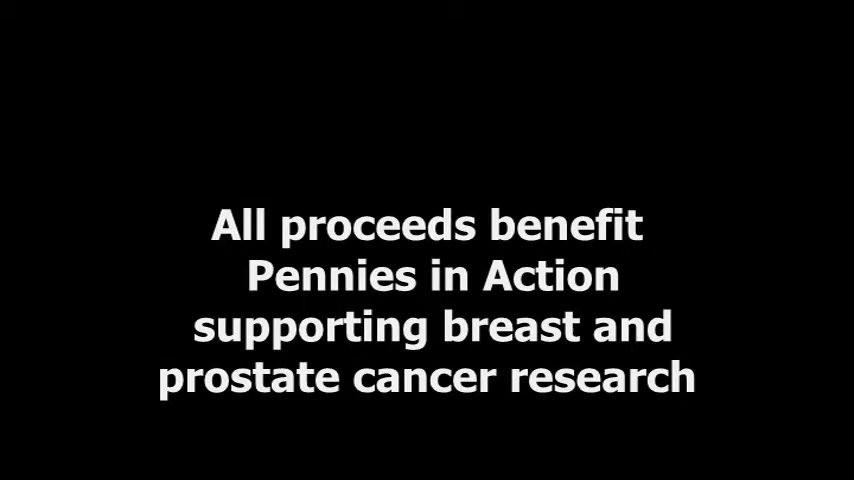 All proceeds benefit
Pennies in Action
supporting breast and
prostate cancer research